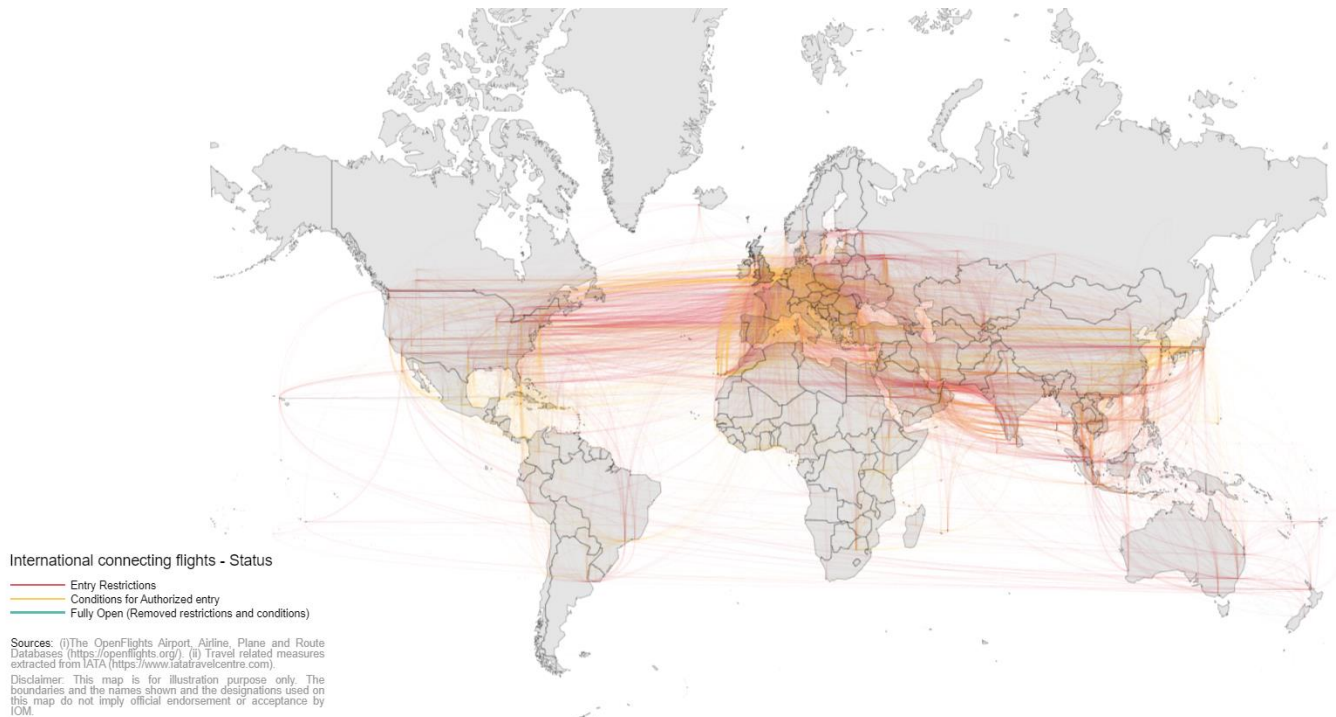 International connecting flights - Status
Entry Restrictions
Conditions for Authorized entry
Fully Open (Removed restrictions and conditions)
Sources: (i)The OpenFlights Airport, Airline, Plane and Route
Databases (https://openflights.org/). (ii) Travel related measures
extracted from IATA (https://www.iatatravelcentre.com).
Disclaimer: This map is for illustration purpose only. The
boundaries and the names shown and the designations used on
this map do not imply official endorsement or acceptance by
IOM.